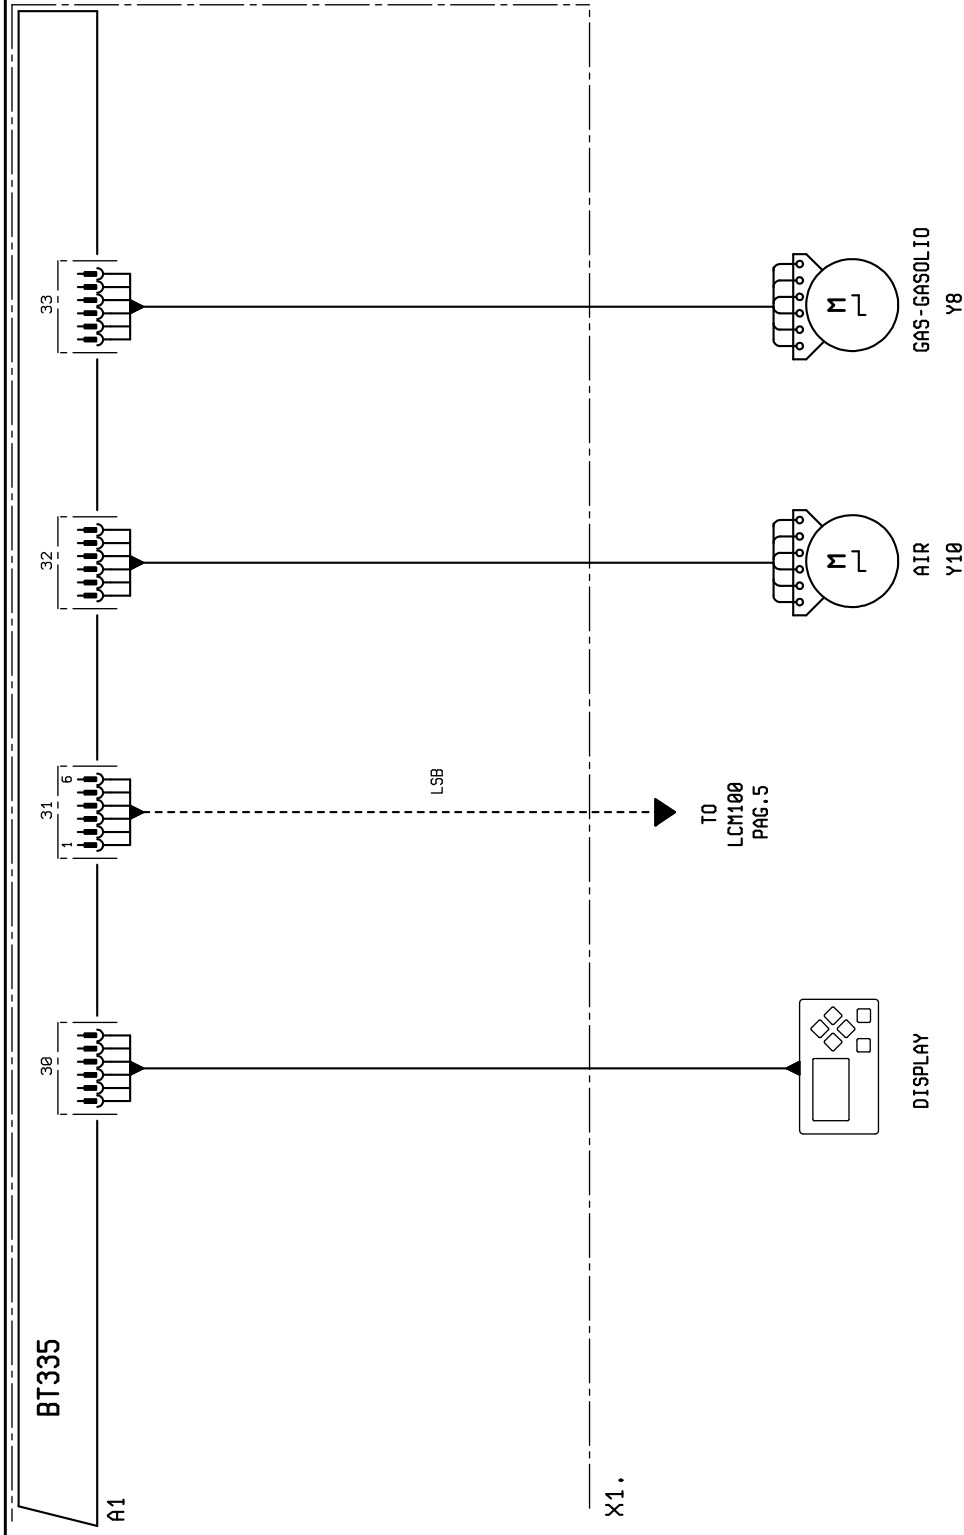 BT335
A1
30
31
1
6
32
33
LSB
X1.
DISPLAY
TO
LCM100
PAG.5
M
AIR
Y10
M
GAS-GASOLIO
Y8